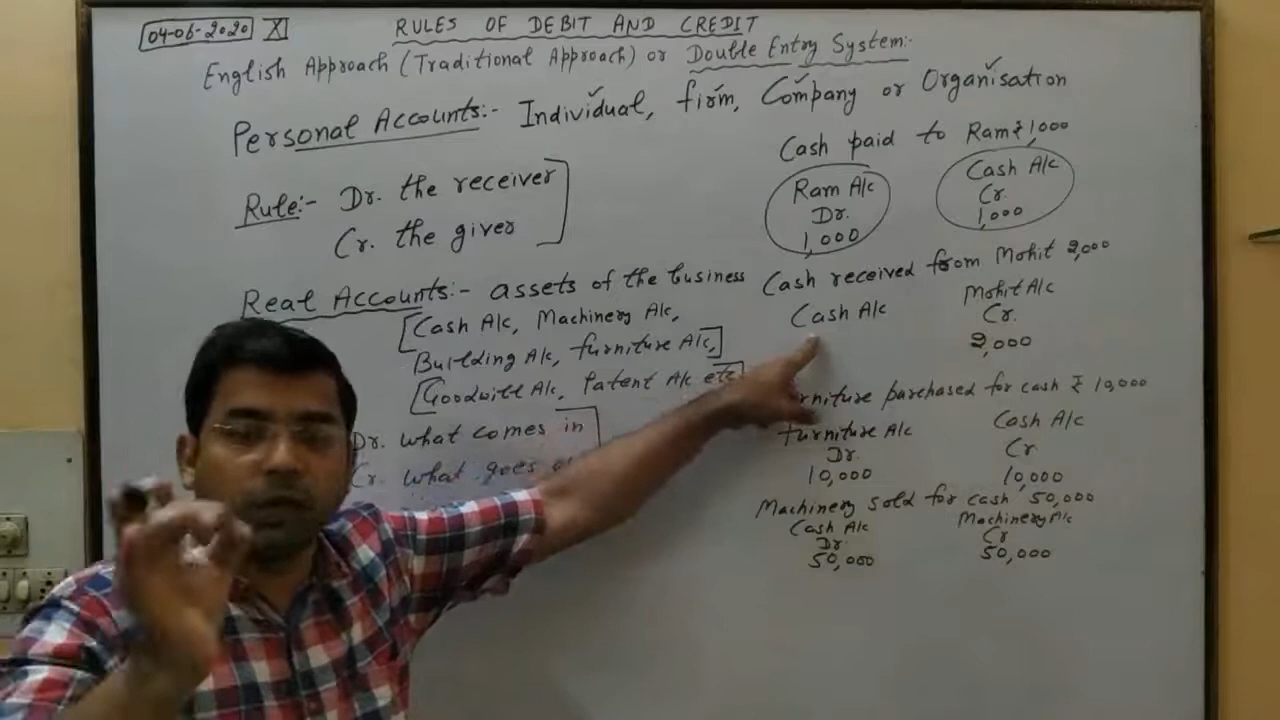 04-06-2020 XI RULES OF DEBIT AND CREDIT
English Approach (Traditional Approach) or Double Entry System:-
Personal Accounts:- Individual, firm, Company or Organisation
Rule:- Dr. the receiver
Cr. the giver
Real Accounts:- assets of the business
[Cash A/c, Machinery A/c,
Building A/c, furniture A/c,]
[Goodwill A/c, Patent A/c etc]
Dr. what comes in
Cr. what goes
Cash paid to Ram ₹1,000
Ram A/c Cash A/c
Dr. Cr.
1,000 1,000
Cash received from Mohit 2,000
Cash A/c Mohit A/c
Cr.
2,000
purchased for cash ₹ 10,000
furniture A/c Cash A/c
Dr. Cr
10,000 10,000
Machinery sold for cash 50,000
Cash A/c Machinery A/c
Dr. Cr
50,000 50,000